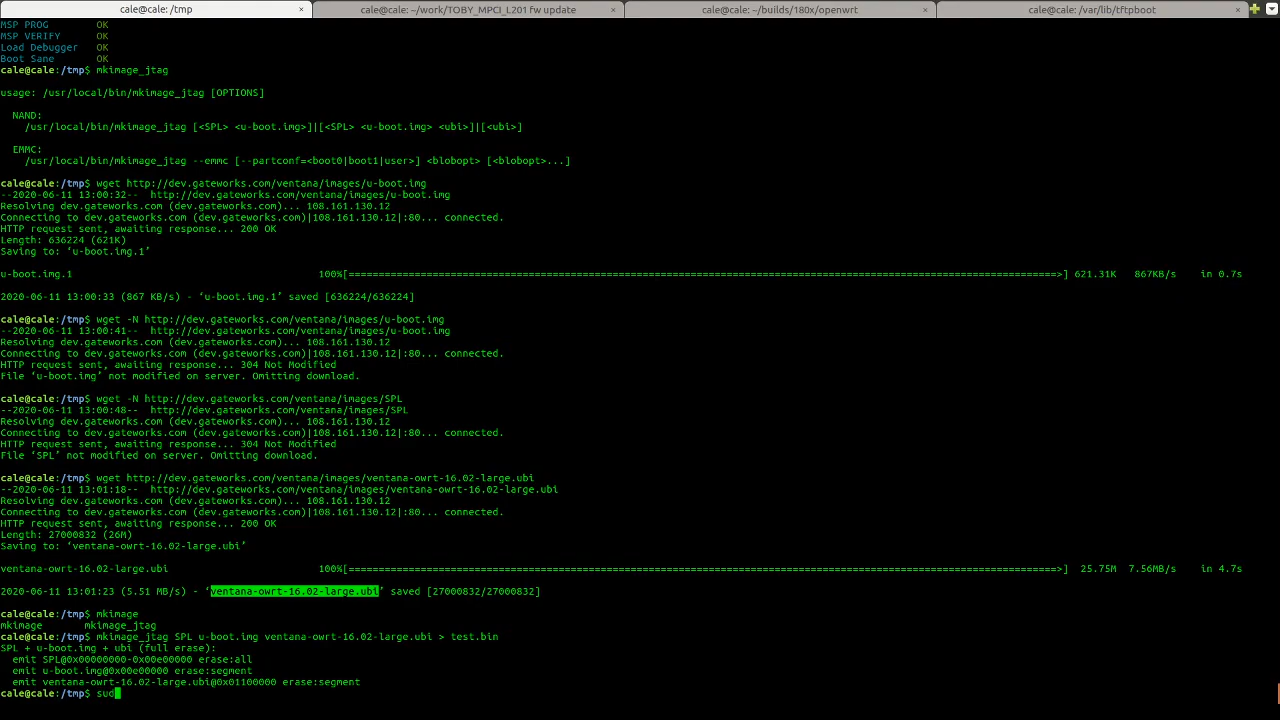 cale@cale: /tmp × cale@cale: ~/work/TOBY_MPCI_L201 fw update × cale@cale: ~/builds/180x/openwrt × cale@cale: /var/lib/tftpboot ×
MSP PROG OK
MSP VERIFY OK
Load Debugger OK
Boot Sane OK
cale@cale:/tmp$ mkimage_jtag
usage: /usr/local/bin/mkimage_jtag [OPTIONS]
NAND:
/usr/local/bin/mkimage_jtag [<SPL> <u-boot.img>]|[<SPL> <u-boot.img> <ubi>]|[<ubi>]
EMMC:
/usr/local/bin/mkimage_jtag --emmc [--partconf=<boot0|boot1|user>] <blobopt> [<blobopt>...]
cale@cale:/tmp$ wget http://dev.gateworks.com/ventana/images/u-boot.img
--2020-06-11 13:00:32-- http://dev.gateworks.com/ventana/images/u-boot.img
Resolving dev.gateworks.com (dev.gateworks.com)... 108.161.130.12
Connecting to dev.gateworks.com (dev.gateworks.com)|108.161.130.12|:80... connected.
HTTP request sent, awaiting response... 200 OK
Length: 636224 (621K)
Saving to: ‘u-boot.img.1’
u-boot.img.1 100%[===========================================================================================================================>] 621.31K 867KB/s in 0.7s
2020-06-11 13:00:33 (867 KB/s) - ‘u-boot.img.1’ saved [636224/636224]
cale@cale:/tmp$ wget -N http://dev.gateworks.com/ventana/images/u-boot.img
--2020-06-11 13:00:41-- http://dev.gateworks.com/ventana/images/u-boot.img
Resolving dev.gateworks.com (dev.gateworks.com)... 108.161.130.12
Connecting to dev.gateworks.com (dev.gateworks.com)|108.161.130.12|:80... connected.
HTTP request sent, awaiting response... 304 Not Modified
File ‘u-boot.img’ not modified on server. Omitting download.
cale@cale:/tmp$ wget -N http://dev.gateworks.com/ventana/images/SPL
--2020-06-11 13:00:48-- http://dev.gateworks.com/ventana/images/SPL
Resolving dev.gateworks.com (dev.gateworks.com)... 108.161.130.12
Connecting to dev.gateworks.com (dev.gateworks.com)|108.161.130.12|:80... connected.
HTTP request sent, awaiting response... 304 Not Modified
File ‘SPL’ not modified on server. Omitting download.
cale@cale:/tmp$ wget http://dev.gateworks.com/ventana/images/ventana-owrt-16.02-large.ubi
--2020-06-11 13:01:18-- http://dev.gateworks.com/ventana/images/ventana-owrt-16.02-large.ubi
Resolving dev.gateworks.com (dev.gateworks.com)... 108.161.130.12
Connecting to dev.gateworks.com (dev.gateworks.com)|108.161.130.12|:80... connected.
HTTP request sent, awaiting response... 200 OK
Length: 27000832 (26M)
Saving to: ‘ventana-owrt-16.02-large.ubi’
ventana-owrt-16.02-large.ubi 100%[===========================================================================================================================>] 25.75M 7.56MB/s in 4.7s
2020-06-11 13:01:23 (5.51 MB/s) - ‘ventana-owrt-16.02-large.ubi’ saved [27000832/27000832]
cale@cale:/tmp$ mkimage
mkimage mkimage_jtag
cale@cale:/tmp$ mkimage_jtag SPL u-boot.img ventana-owrt-16.02-large.ubi > test.bin
SPL + u-boot.img + ubi (full erase):
emit SPL@0x00000000-0x00e00000 erase:all
emit u-boot.img@0x00e00000 erase:segment
emit ventana-owrt-16.02-large.ubi@0x01100000 erase:segment
cale@cale:/tmp$ sud